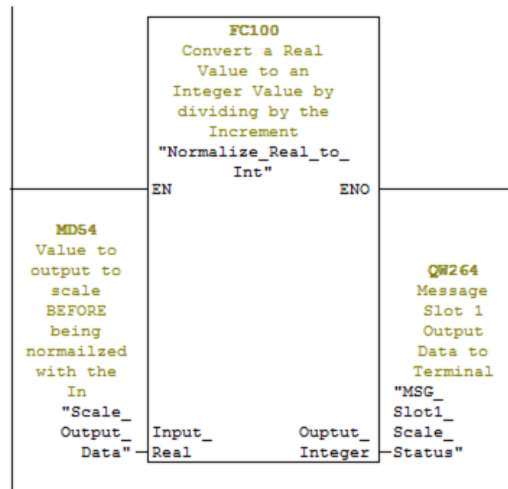 FC100
Convert a Real
Value to an
Integer Value by
dividing by the
Increment
"Normalize_Real_to_
Int"
EN
ENO
MD54
Value to
output to
scale
BEFORE
being
normailzed
with the
In
"Scale_
Output_
Data"
Input_
Real
Ouptut_
Integer
QW264
Message
Slot 1
Output
Data to
Terminal
"MSG_
Slot1_
Scale_
Status"